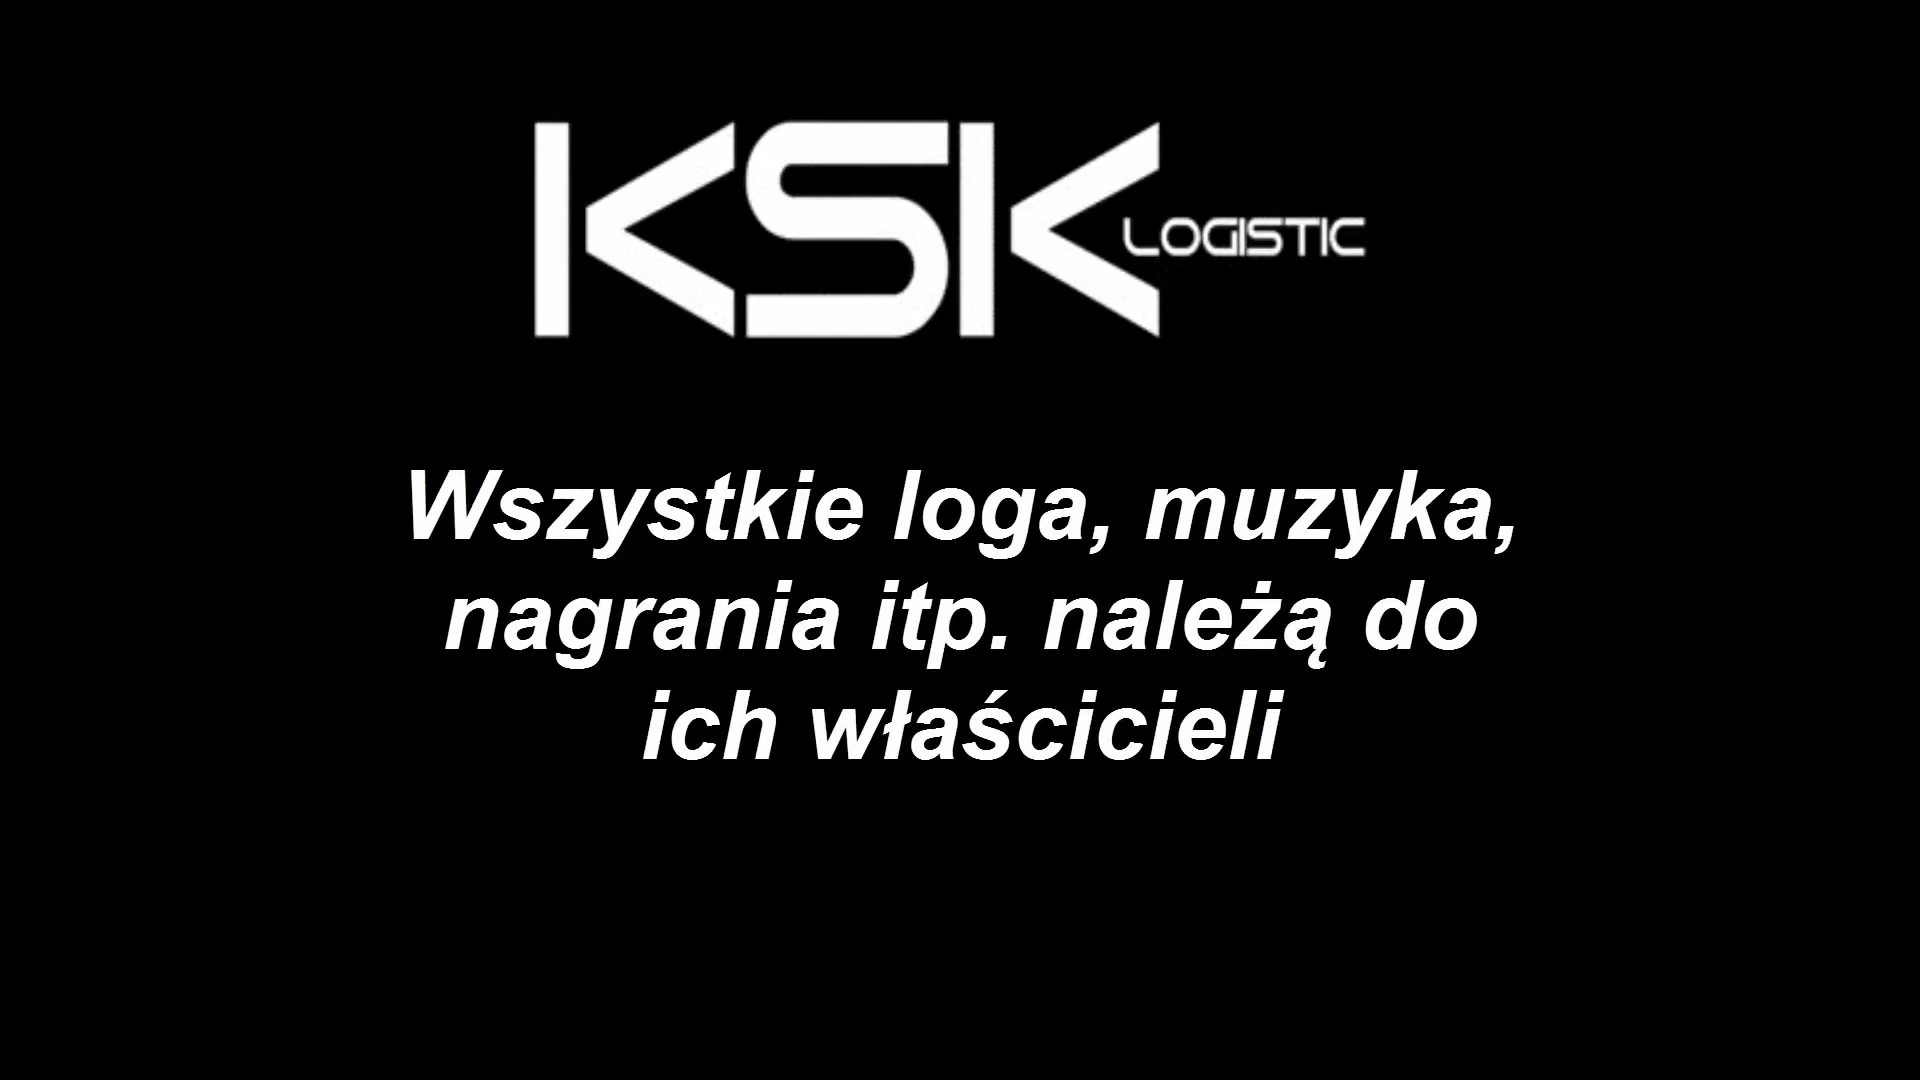 KSK LOGISTIC
Wszystkie loga, muzyka,
nagrania itp. należą do
ich właścicieli